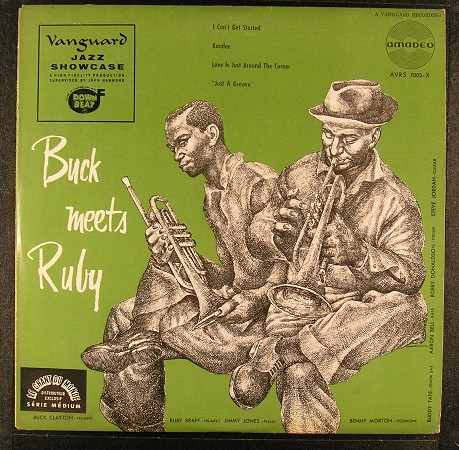 A VANGUARD RECORDING
Vanguard
JAZZ
SHOWCASE
A HIGH FIDELITY PRODUCTION
SUPERVISED BY JOHN HAMMOND
DOWN
BEAT
I Can't Get Started
Kandee
Love Is Just Around The Corner
"Just A Groove"
amadeo
AVRS 7002-X
Buck
meets
Ruby
LE CHANT DU MONDE
DISTRIBUTEUR
EXCLUSIF
SÉRIE MÉDIUM
BUCK CLAYTON-TRUMPET
RUBY BRAFF-TRUMPET
JIMMY JONES-PIANO
BENNY MORTON-TROMBONE
BUDDY TATE-TENOR SAX
AARON BELL-BASS
BOBBY DONALDSON-DRUMS
STEVE JORDAN-GUITAR